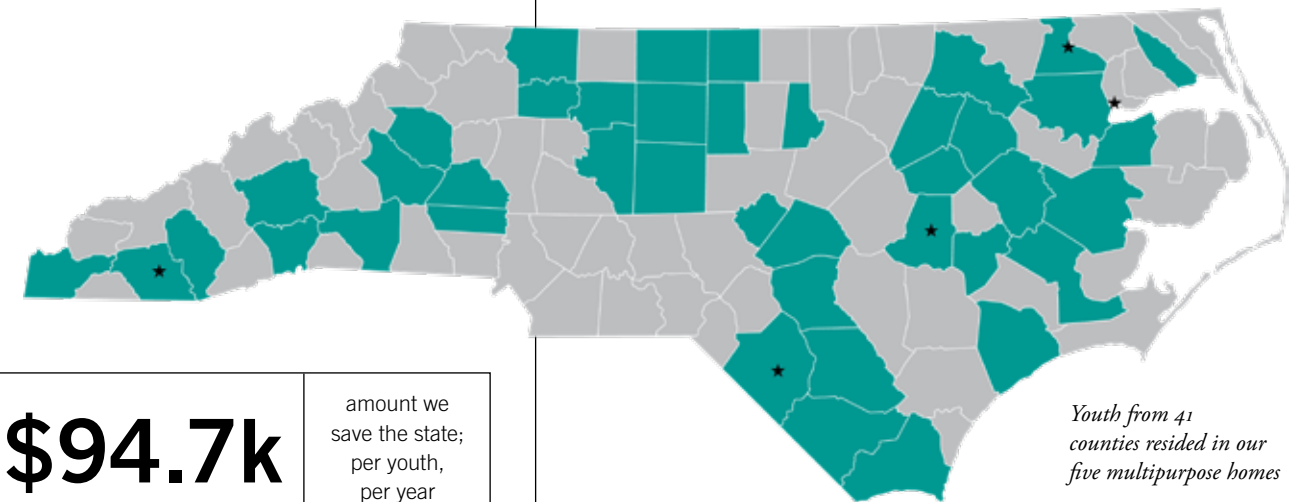 $94.7k
amount we
save the state;
per youth,
per year
Youth from 41
counties resided in our
five multipurpose homes